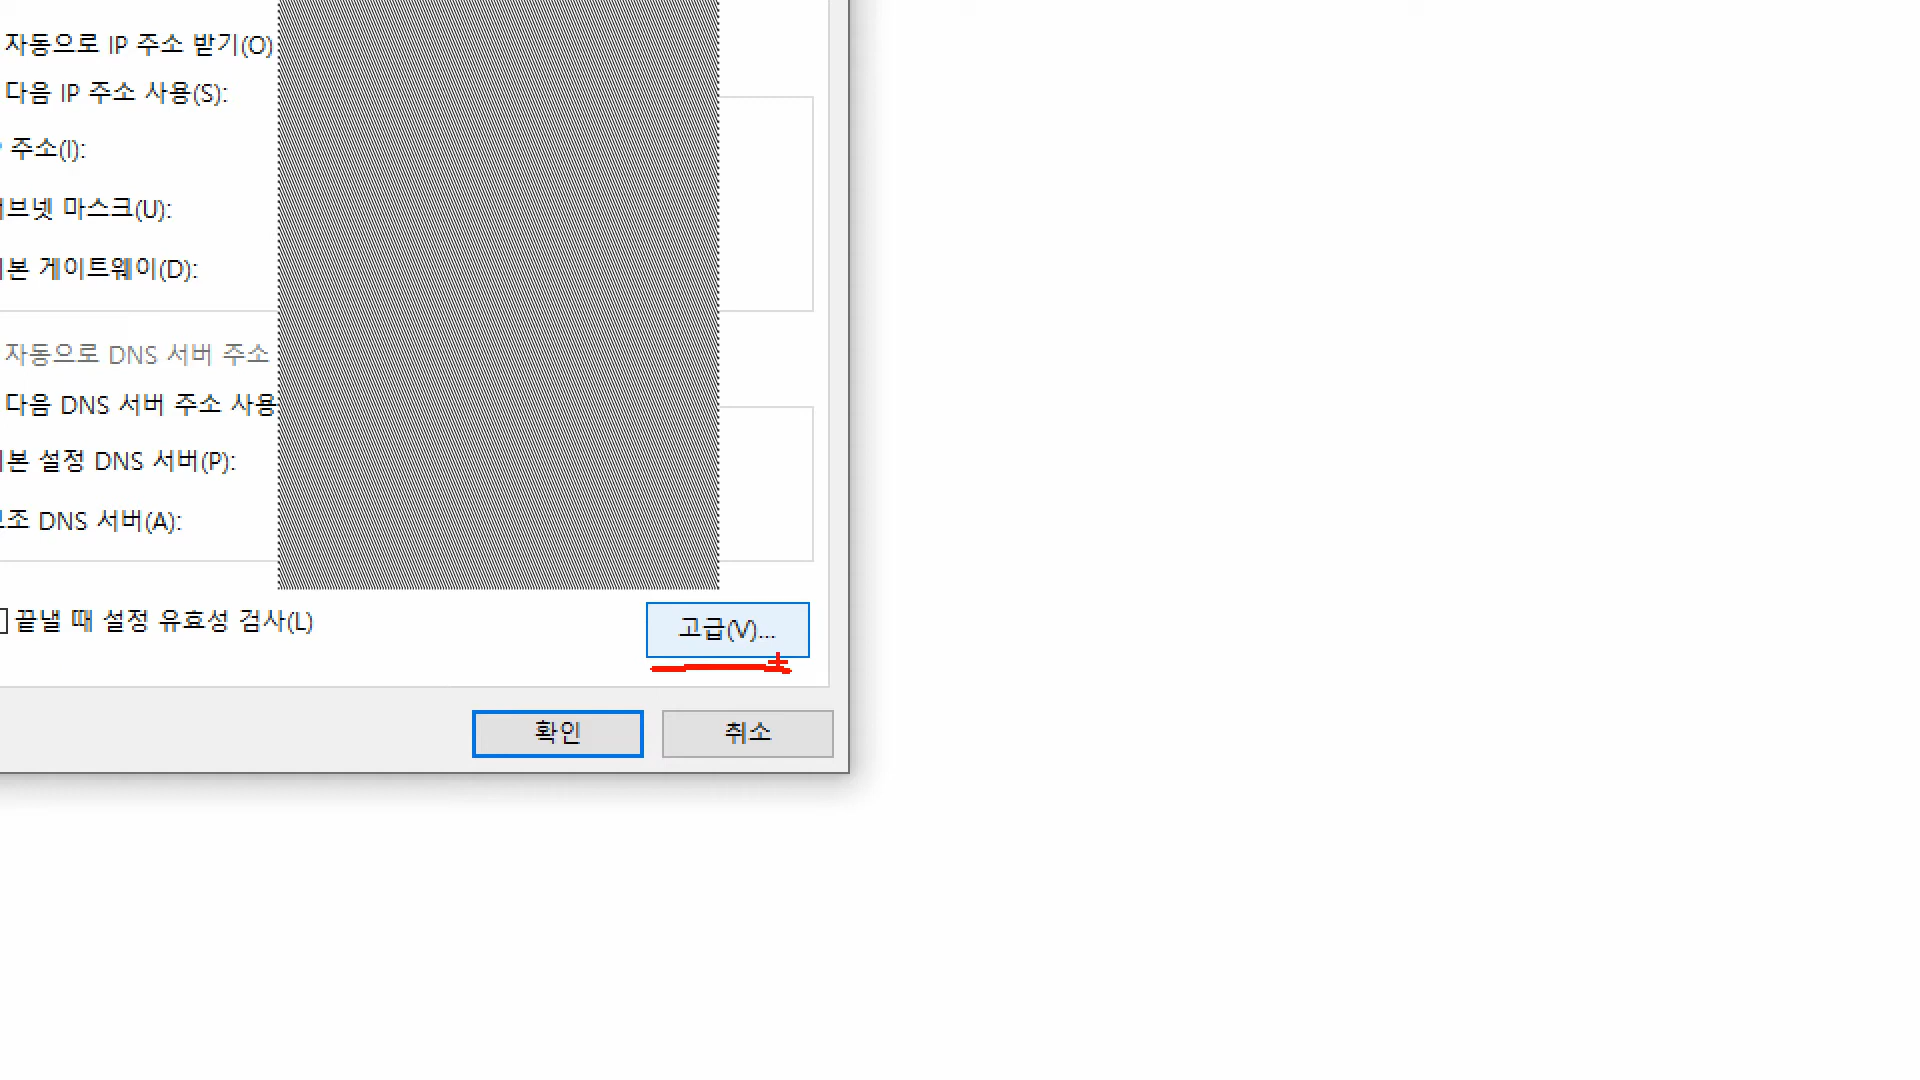 자동으로 IP 주소 받기(O)
다음 IP 주소 사용(S):
주소(I):
브넷 마스크(U):
본 게이트웨이(D):
자동으로 DNS 서버 주소
다음 DNS 서버 주소 사용
본 설정 DNS 서버(P):
조 DNS 서버(A):
끝낼 때 설정 유효성 검사(L)
고급(V)...
확인
취소